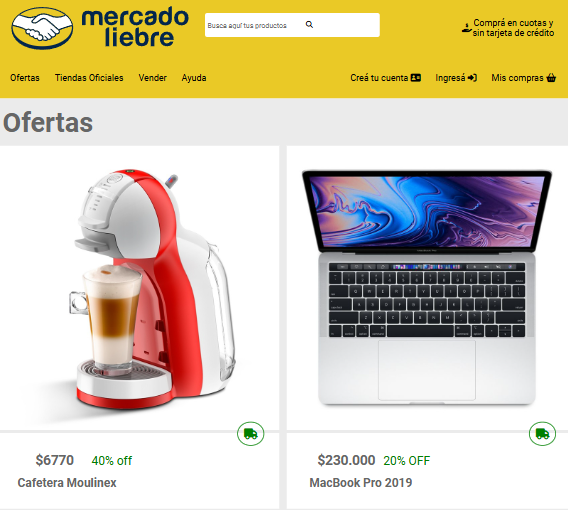 mercado
liebre
Busca aquí tus productos
Comprá en cuotas y
sin tarjeta de crédito
Ofertas Tiendas Oficiales Vender Ayuda Creá tu cuenta Ingresá Mis compras
Ofertas
$6770 40% off
Cafetera Moulinex
$230.000 20% OFF
MacBook Pro 2019